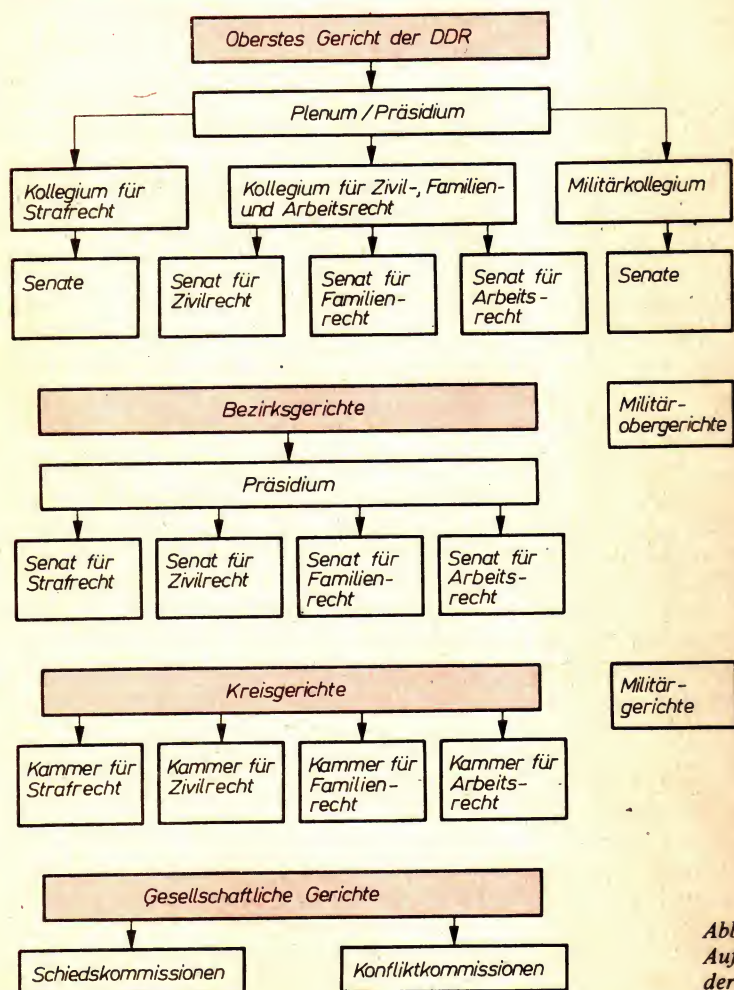 Oberstes Gericht der DDR
Plenum / Präsidium
Kollegium für
Strafrecht
Kollegium für Zivil-, Familien-
und Arbeitsrecht
Militärkollegium
Senate
Senat für
Zivilrecht
Senat für
Familien-
recht
Senat für
Arbeits-
recht
Senate
Bezirksgerichte
Militär-
obergerichte
Präsidium
Senat für
Strafrecht
Senat für
Zivilrecht
Senat für
Familien-
recht
Senat für
Arbeits-
recht
Kreisgerichte
Militär-
gerichte
Kammer für
Strafrecht
Kammer für
Zivilrecht
Kammer für
Familien-
recht
Kammer für
Arbeits-
recht
Gesellschaftliche Gerichte
Schiedskommissionen
Konfliktkommissionen
der